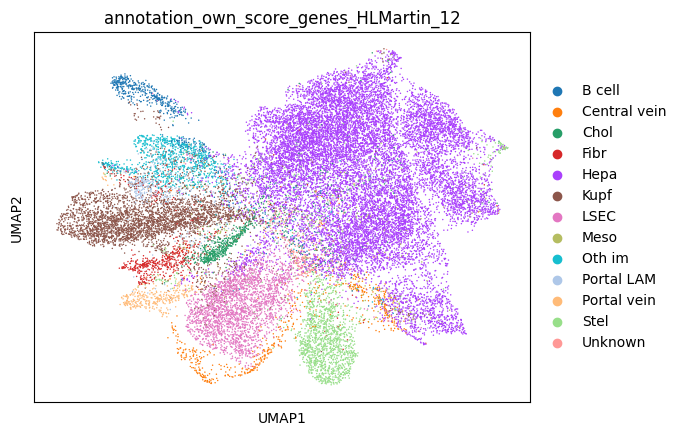 annotation_own_score_genes_HLMartin_12
B cell
Central vein
Chol
Fibr
Hepa
Kupf
LSEC
Meso
Oth im
Portal LAM
Portal vein
Stel
Unknown
UMAP2
UMAP1